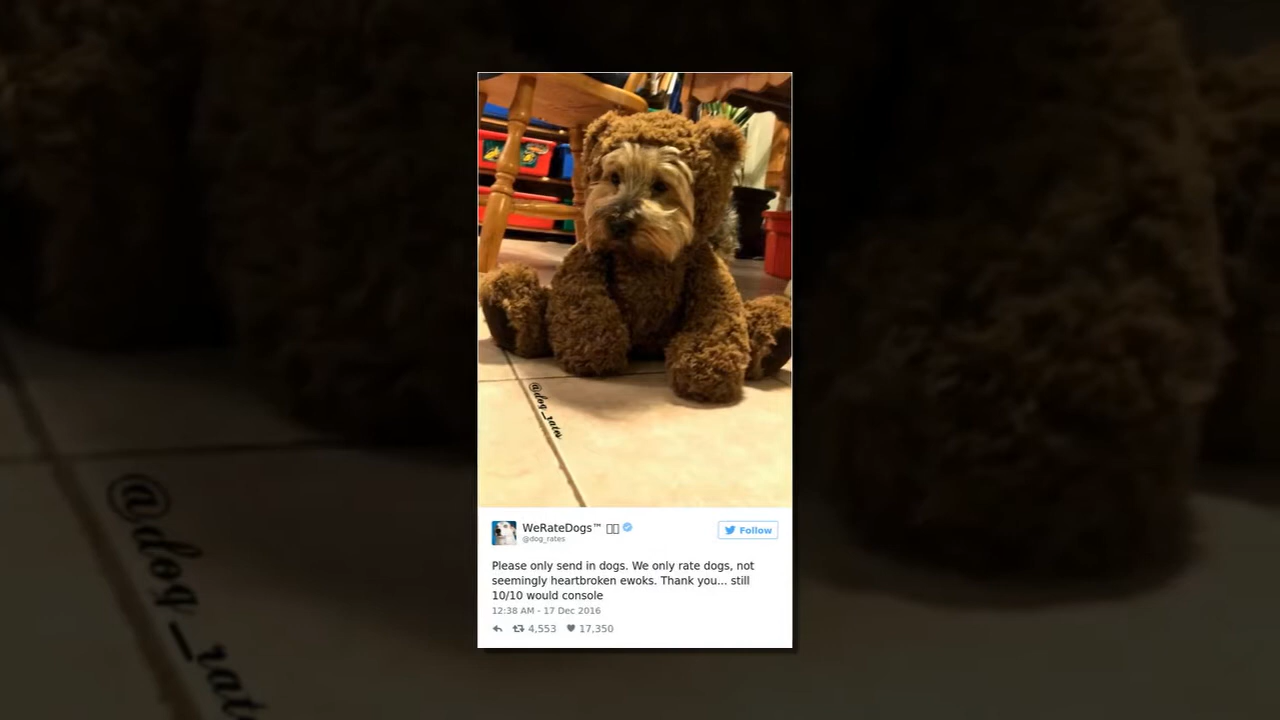 @dog_rates
WeRateDogs™
@dog_rates
Follow
Please only send in dogs. We only rate dogs, not
seemingly heartbroken ewoks. Thank you... still
10/10 would console
12:38 AM - 17 Dec 2016
4,553 17,350
@dog_rat